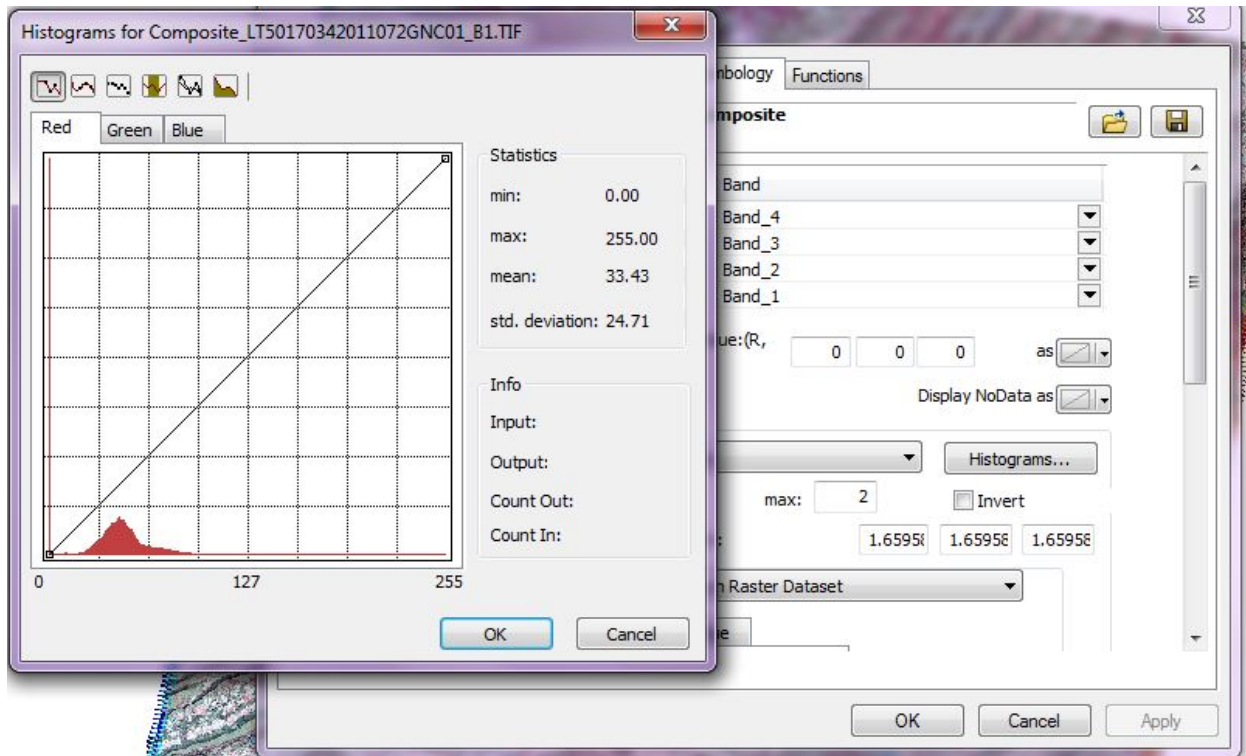 Histograms for Composite_LT50170342011072GNC01_B1.TIF
Red Green Blue
Statistics
min: 0.00
max: 255.00
mean: 33.43
std. deviation: 24.71
Info
Input:
Output:
Count Out:
Count In:
0 127 255
OK Cancel
Functions
Band
Band_4
Band_3
Band_2
Band_1
0 0 0 as
Display NoData as
Histograms...
max: 2 Invert
1.65958 1.65958 1.65958
Raster Dataset
OK Cancel Apply